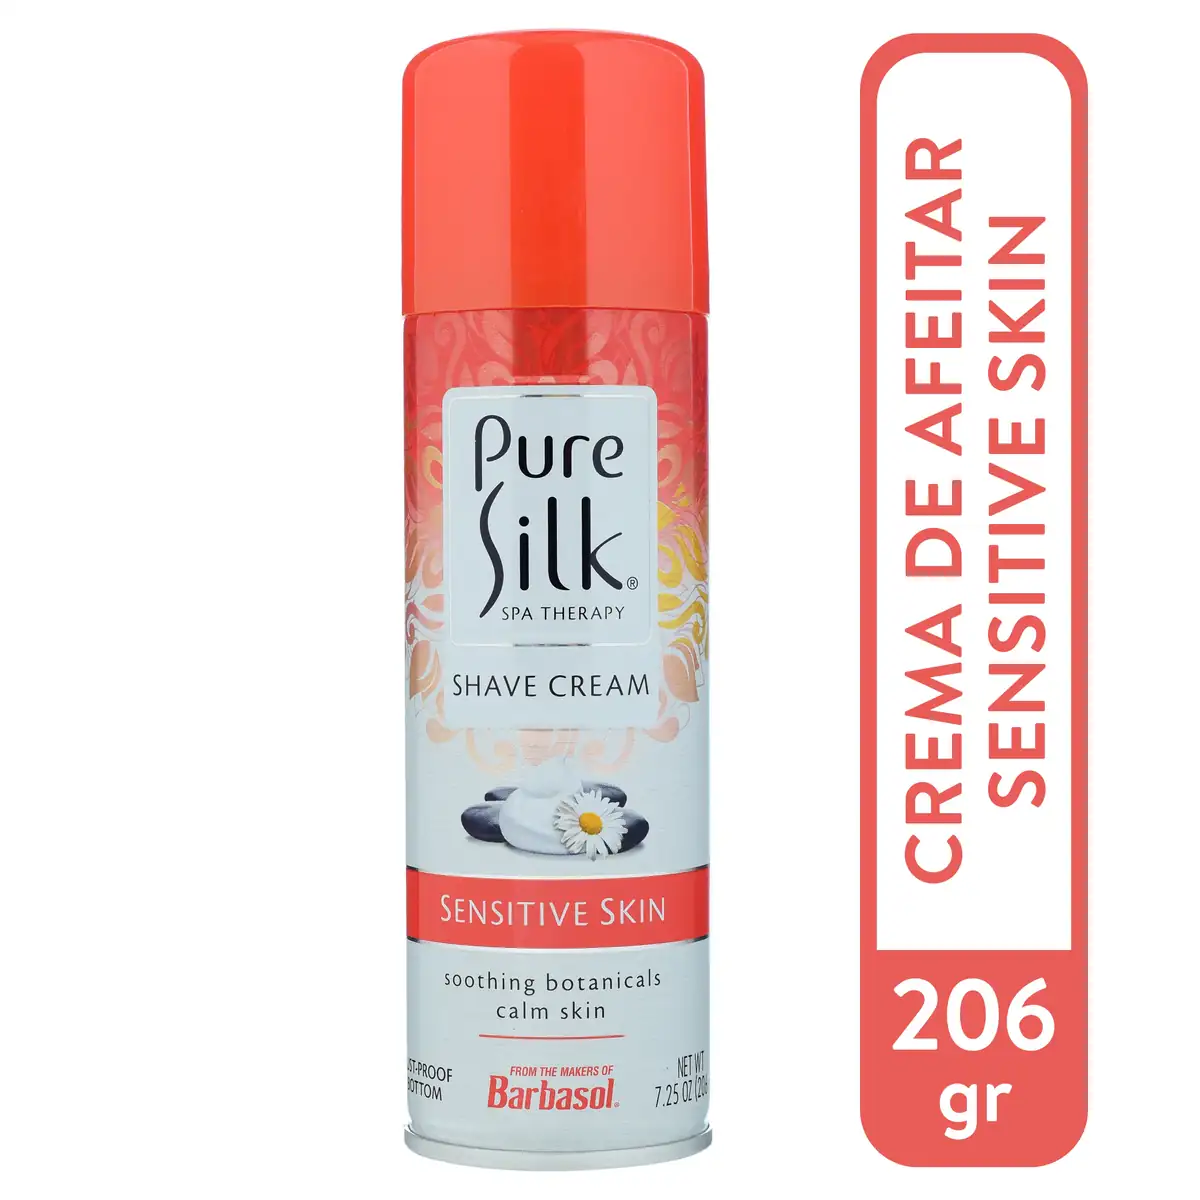 Pure
Silk®
SPA THERAPY
SHAVE CREAM
SENSITIVE SKIN
soothing botanicals
calm skin
FROM THE MAKERS OF
Barbasol®
BOTTOM
NET WT
7.25 OZ
CREMA DE AFEITAR
SENSITIVE SKIN
206
gr